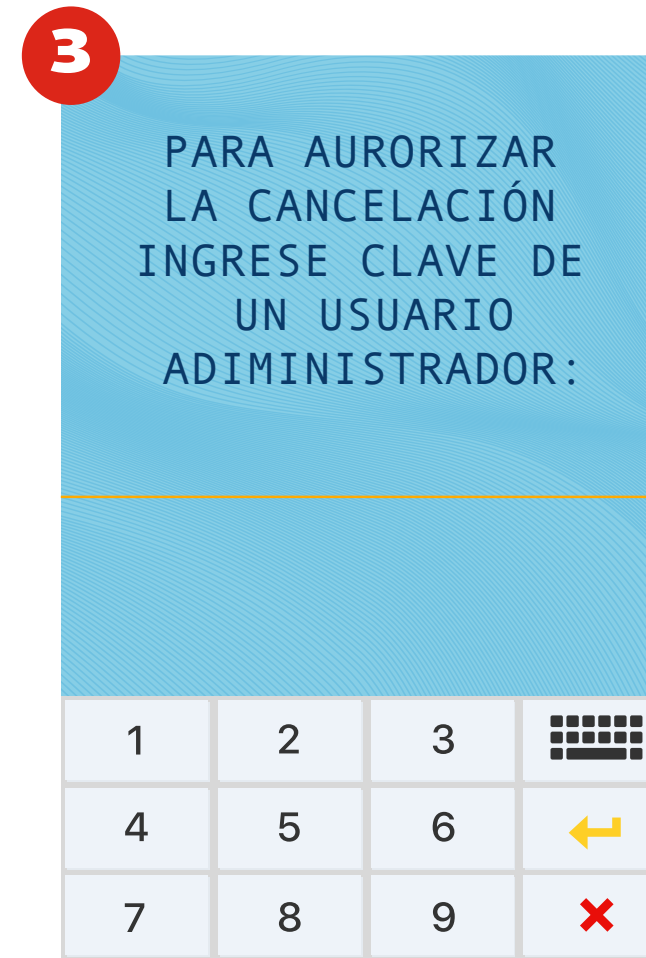 3
PARA AURORIZAR
LA CANCELACIÓN
INGRESE CLAVE DE
UN USUARIO
ADIMINISTRADOR:
1 2 3
4 5 6
7 8 9